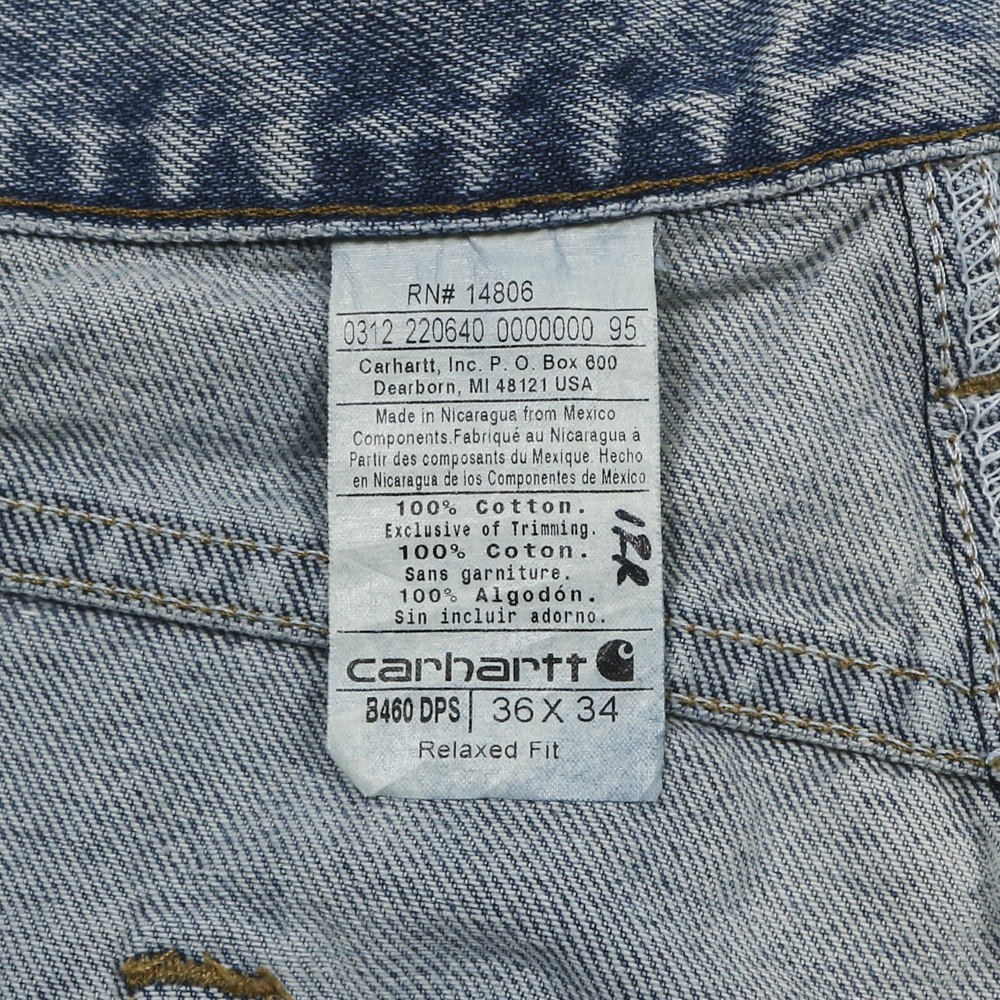 RN# 14806
0312 220640 0000000 95
Carhartt, Inc. P. O. Box 600
Dearborn, MI 48121 USA
Made in Nicaragua from Mexico
Components.Fabriqué au Nicaragua à
Partir des composants du Mexique. Hecho
en Nicaragua de los Componentes de México
100% Cotton.
Exclusive of Trimming.
100% Coton.
Sans garniture.
100% Algodón.
Sin incluir adorno.
carhartt
B460 DPS | 36 X 34
Relaxed Fit